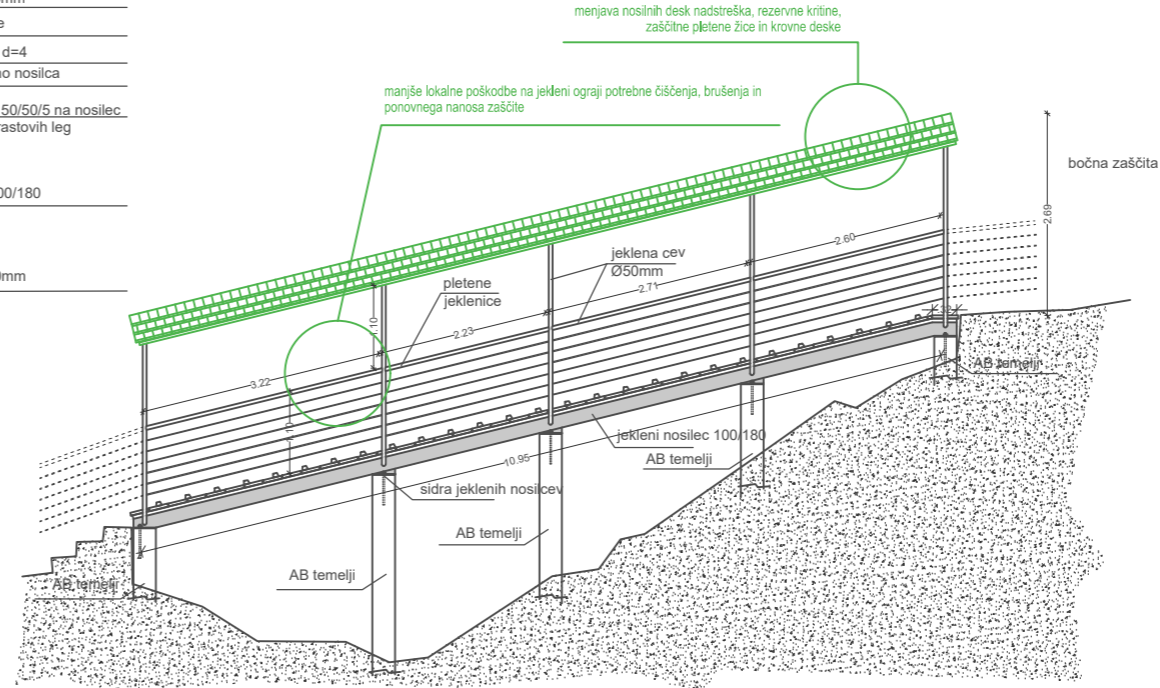 mm
d=4
no nosilca
50/50/5 na nosilec
rastovih leg
00/180
mm
menjava nosilnih desk nadstreška, rezervne kritine,
zaščitne pletene žice in krovne deske
manjše lokalne poškodbe na jekleni ograji potrebne čiščenja, brušenja in
ponovnega nanosa zaščite
bočna zaščita
2.69
2.60
jeklena cev
Ø50mm
2.71
pletene
jeklenice
1.10
2.23
3.22
1.10
AB temelji
jekleni nosilec 100/180
AB temelji
10.95
sidra jeklenih nosilcev
AB temelji
AB temelji
AB temelji